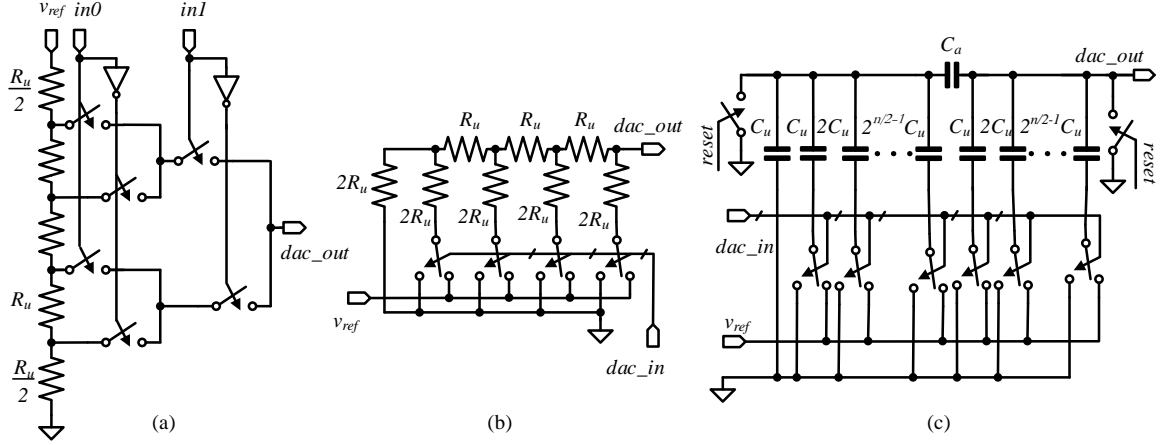 v_ref in0 in1
R_u/2
R_u
R_u/2
dac_out
(a)
R_u R_u R_u dac_out
2R_u
2R_u 2R_u 2R_u 2R_u
v_ref
dac_in
(b)
C_a
dac_out
reset
C_u C_u 2C_u 2^{n/2-1}C_u C_u 2C_u 2^{n/2-1}C_u
reset
dac_in
v_ref
(c)